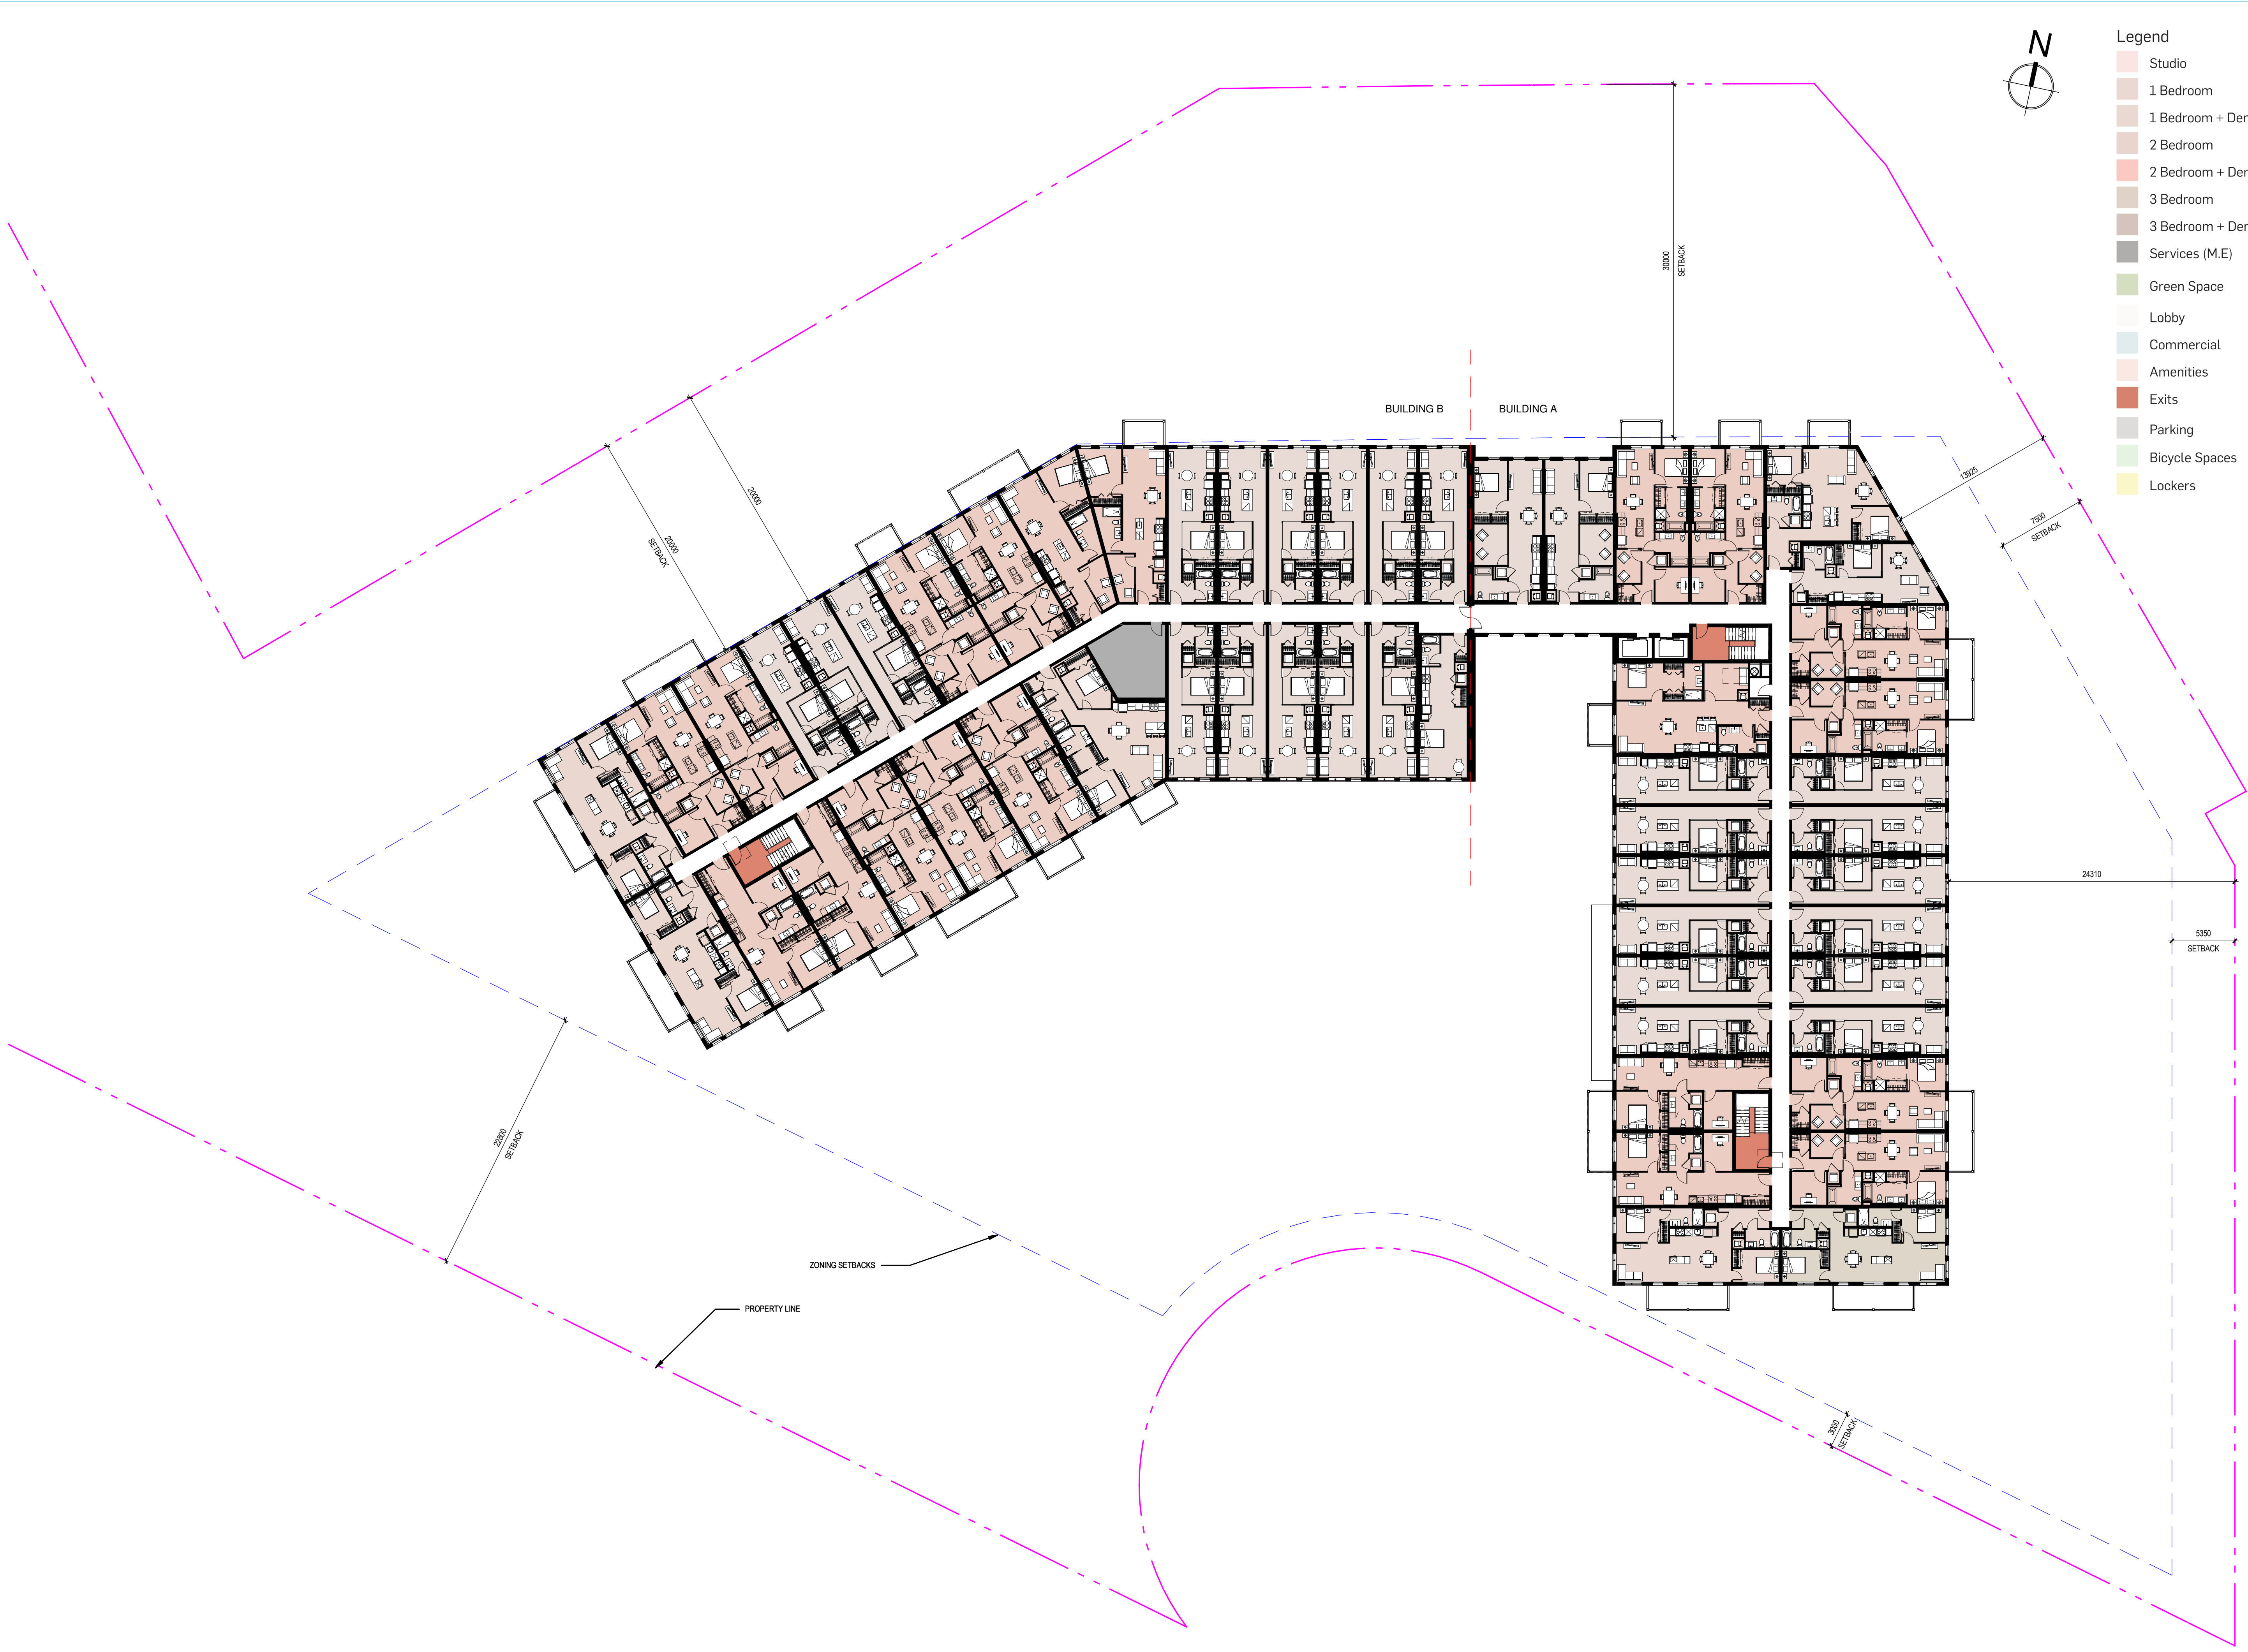 N
Legend
Studio
1 Bedroom
1 Bedroom + Den
2 Bedroom
2 Bedroom + Den
3 Bedroom
3 Bedroom + Den
Services (M.E)
Green Space
Lobby
Commercial
Amenities
Exits
Parking
Bicycle Spaces
Lockers
30000
SETBACK
BUILDING B
BUILDING A
13925
7500
SETBACK
20000
20000
SETBACK
24310
5350
SETBACK
22800
SETBACK
ZONING SETBACKS
PROPERTY LINE
3000
SETBACK